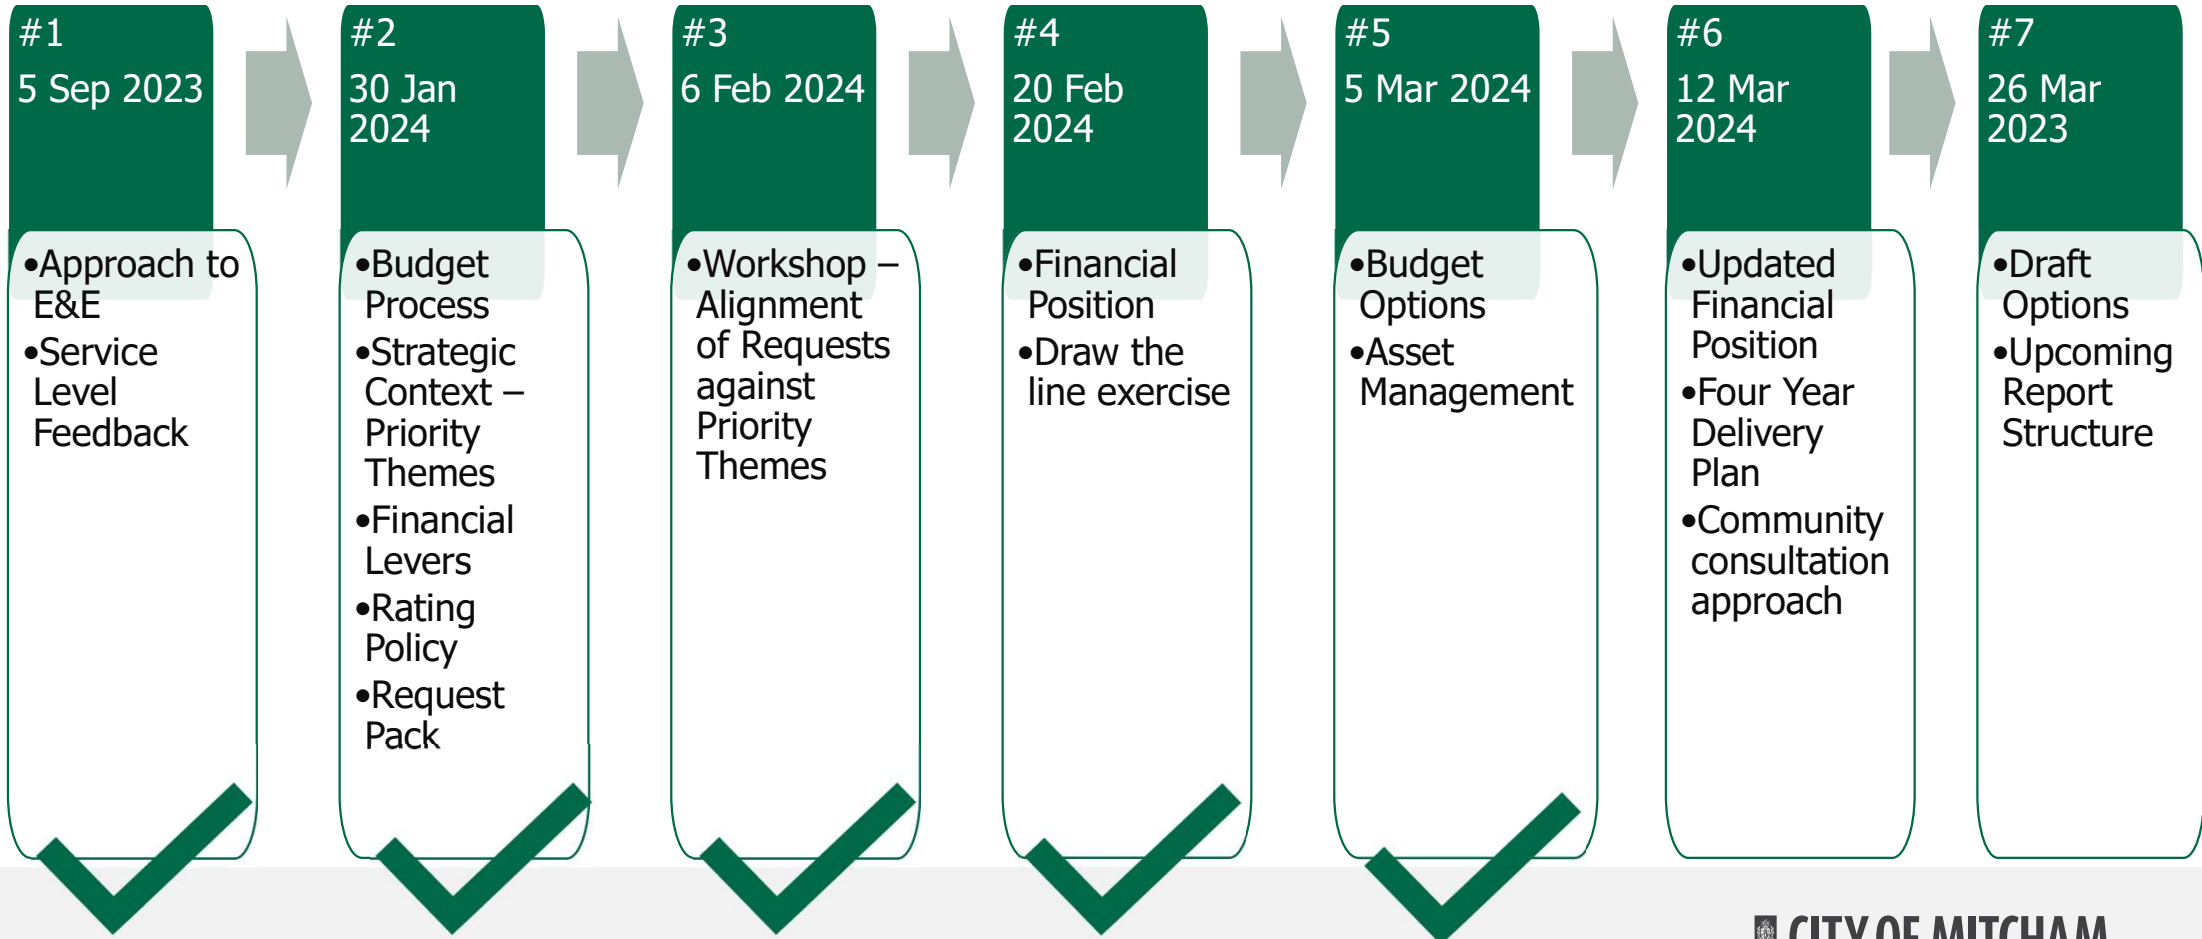 #1
5 Sep 2023
•Approach to
E&E
•Service
Level
Feedback
#2
30 Jan
2024
•Budget
Process
•Strategic
Context –
Priority
Themes
•Financial
Levers
•Rating
Policy
•Request
Pack
#3
6 Feb 2024
•Workshop –
Alignment
of Requests
against
Priority
Themes
#4
20 Feb
2024
•Financial
Position
•Draw the
line exercise
#5
5 Mar 2024
•Budget
Options
•Asset
Management
#6
12 Mar
2024
•Updated
Financial
Position
•Four Year
Delivery
Plan
•Community
consultation
approach
#7
26 Mar
2023
•Draft
Options
•Upcoming
Report
Structure
CITY OF MITCHAM